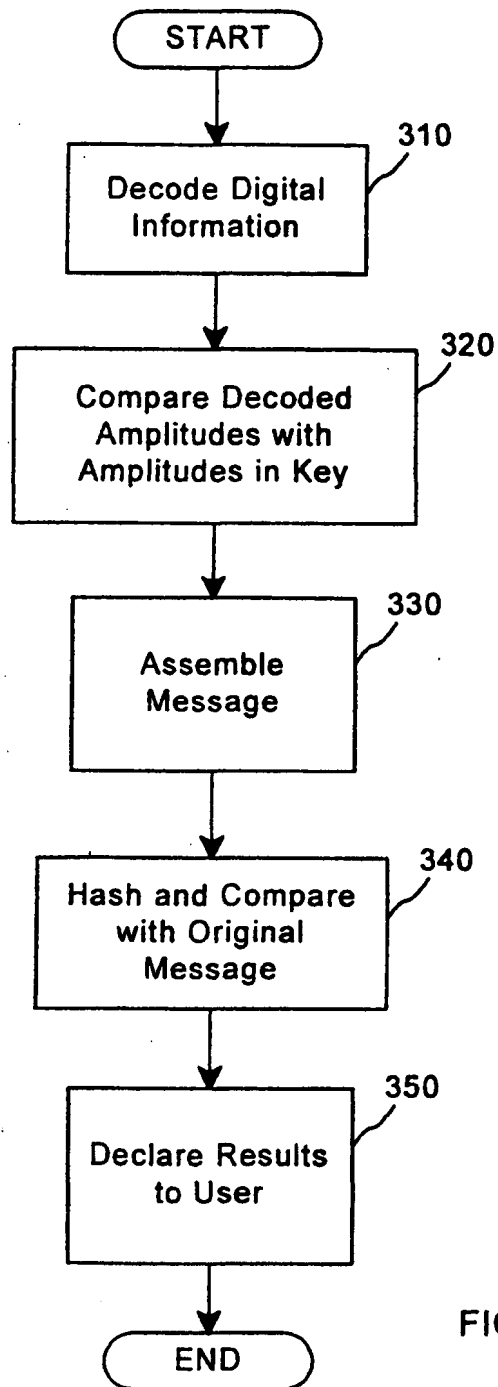 START
310
Decode Digital
Information
320
Compare Decoded
Amplitudes with
Amplitudes in Key
330
Assemble
Message
340
Hash and Compare
with Original
Message
350
Declare Results
to User
END